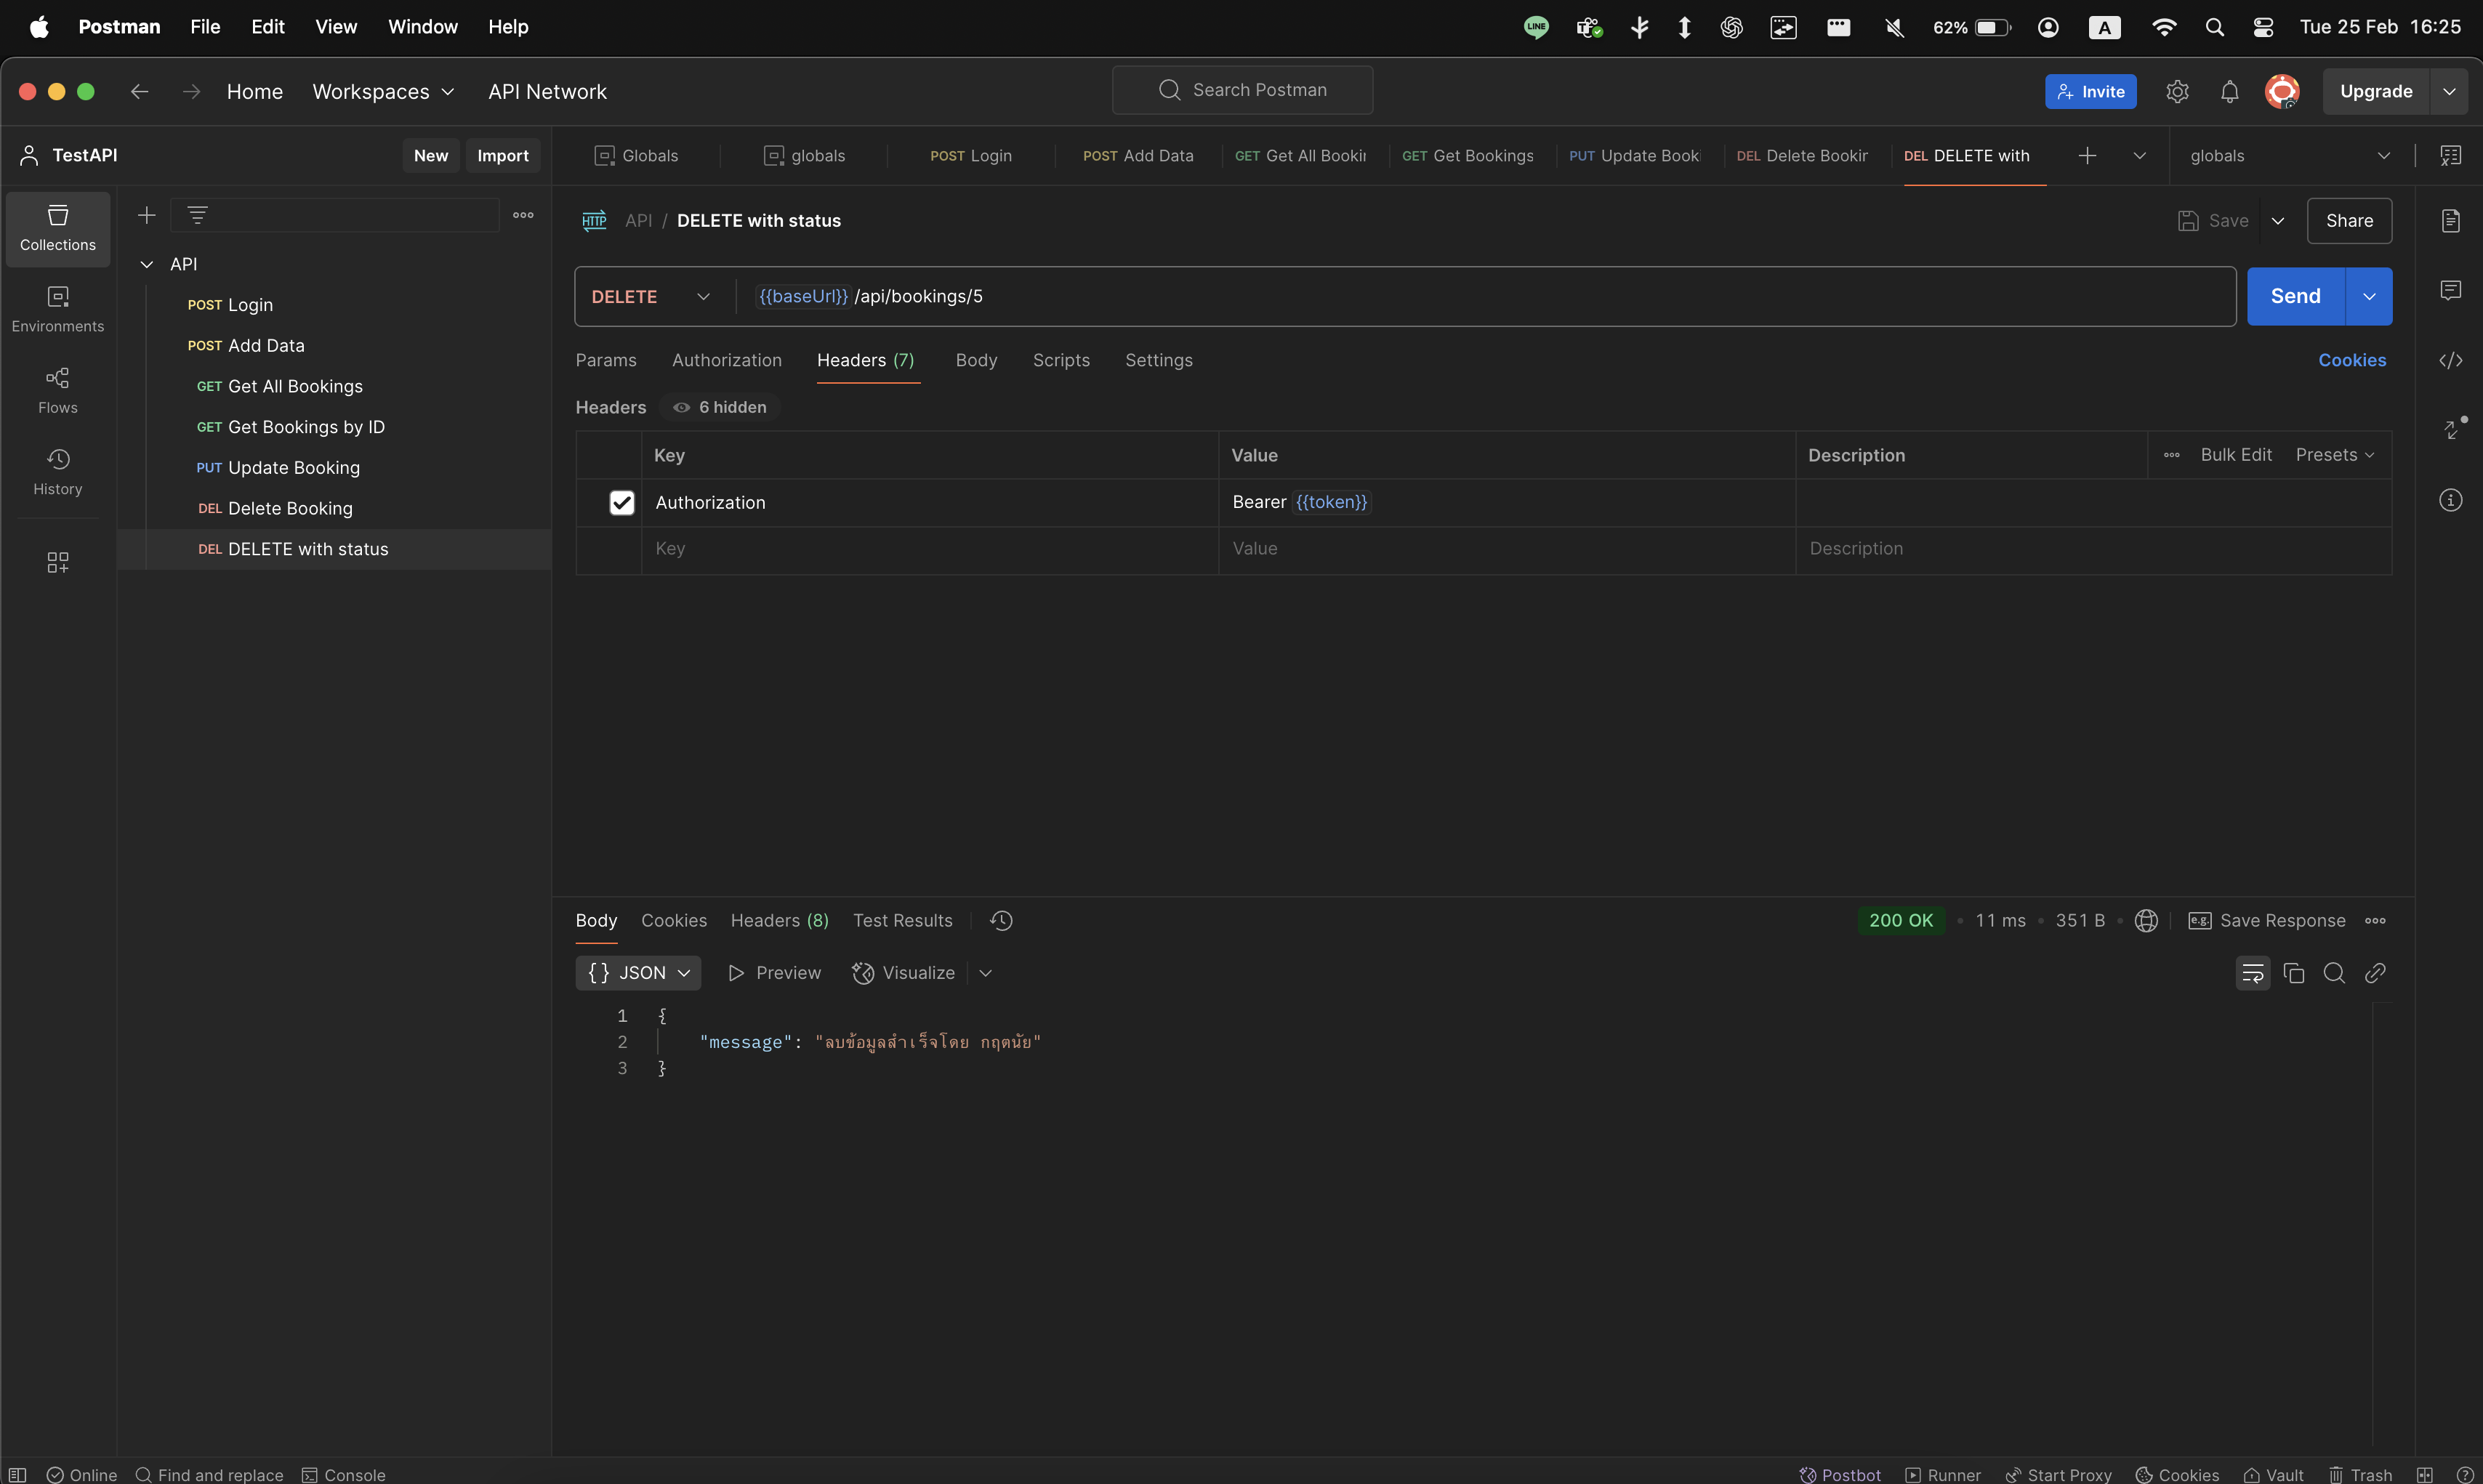 Postman File Edit View Window Help
LINE 62% A Tue 25 Feb 16:25
Home Workspaces API Network Search Postman Invite Upgrade
TestAPI New Import
Globals globals POST Login POST Add Data GET Get All Bookin GET Get Bookings PUT Update Book DEL Delete Bookin DEL DELETE with globals
Collections
Environments
Flows
History
API
POST Login
POST Add Data
GET Get All Bookings
GET Get Bookings by ID
PUT Update Booking
DEL Delete Booking
DEL DELETE with status
HTTP API / DELETE with status Save Share
DELETE {{baseUrl}} /api/bookings/5 Send
Params Authorization Headers (7) Body Scripts Settings Cookies
Headers 6 hidden
Key Value Description Bulk Edit Presets
Authorization Bearer {{token}}
Key Value Description
Body Cookies Headers (8) Test Results 200 OK 11 ms 351 B e.g. Save Response
{} JSON Preview Visualize
1 {
2 "message": "ลบข้อมูลสำเร็จโดย กฤตนัย"
3 }
Online Find and replace Console Postbot Runner Start Proxy Cookies Vault Trash